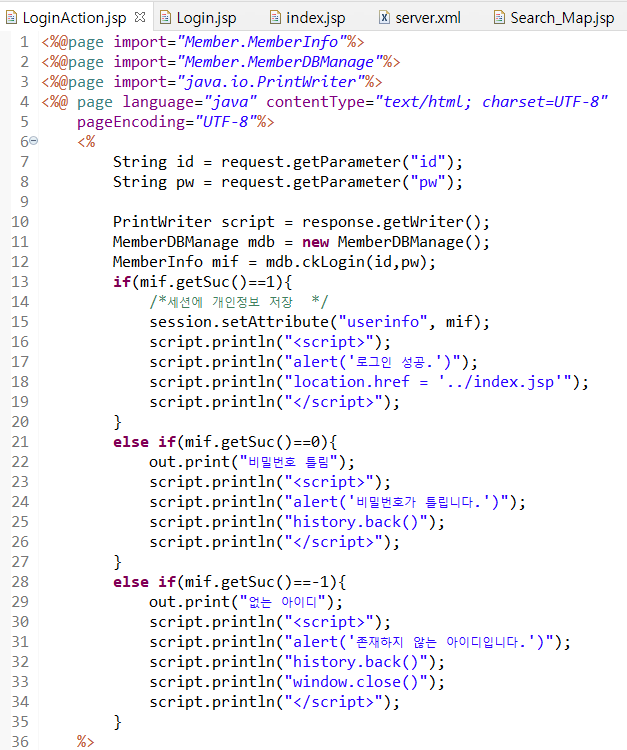 LoginAction.jsp Login.jsp index.jsp server.xml Search_Map.jsp
1 <%@page import="Member.MemberInfo"%>
2 <%@page import="Member.MemberDBManage"%>
3 <%@page import="java.io.PrintWriter"%>
4 <%@ page language="java" contentType="text/html; charset=UTF-8"
5     pageEncoding="UTF-8"%>
6     <%
7         String id = request.getParameter("id");
8         String pw = request.getParameter("pw");
9
10         PrintWriter script = response.getWriter();
11         MemberDBManage mdb = new MemberDBManage();
12         MemberInfo mif = mdb.ckLogin(id,pw);
13         if(mif.getSuc()==1){
14             /*세션에 개인정보 저장  */
15             session.setAttribute("userinfo", mif);
16             script.println("<script>");
17             script.println("alert('로그인 성공.')");
18             script.println("location.href = '../index.jsp'");
19             script.println("</script>");
20         }
21         else if(mif.getSuc()==0){
22             out.print("비밀번호 틀림");
23             script.println("<script>");
24             script.println("alert('비밀번호가 틀립니다.')");
25             script.println("history.back()");
26             script.println("</script>");
27         }
28         else if(mif.getSuc()==-1){
29             out.print("없는 아이디");
30             script.println("<script>");
31             script.println("alert('존재하지 않는 아이디입니다.')");
32             script.println("history.back()");
33             script.println("window.close()");
34             script.println("</script>");
35         }
36     %>